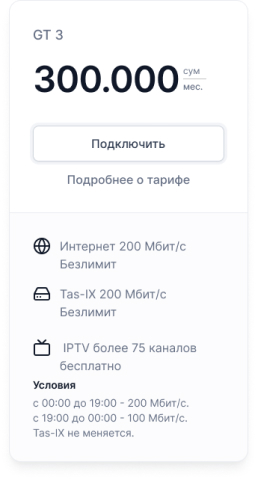 GT 3
300.000 сум
мес.
Подключить
Подробнее о тарифе
Интернет 200 Мбит/с
Безлимит
Tas-IX 200 Мбит/с
Безлимит
IPTV более 75 каналов
бесплатно
Условия
с 00:00 до 19:00 - 200 Мбит/с.
с 19:00 до 00:00 - 100 Мбит/с.
Tas-IX не меняется.